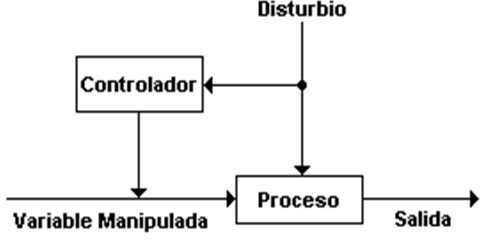 Disturbio
Controlador
Proceso
Variable Manipulada
Salida